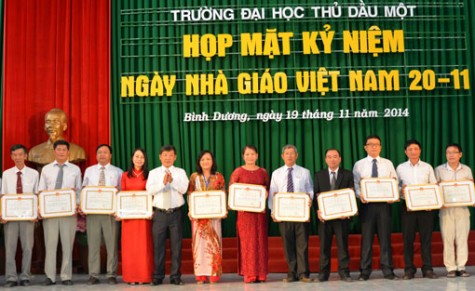 TRƯỜNG ĐẠI HỌC THỦ DẦU MỘT
HỌP MẶT KỶ NIỆM
NGÀY NHÀ GIÁO VIỆT NAM 20-11
Bình Dương, ngày 19 tháng 11 năm 2014